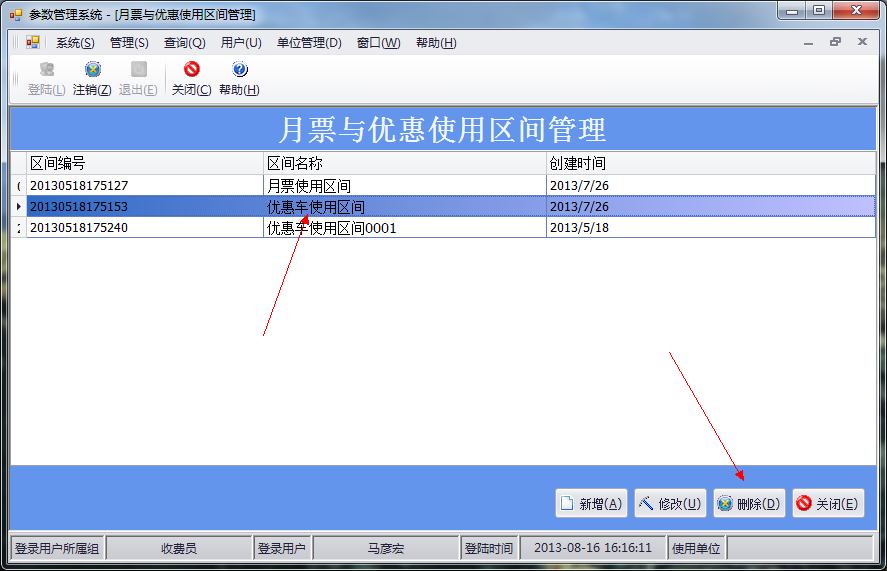 参数管理系统 - [月票与优惠使用区间管理]
系统(S) 管理(S) 查询(Q) 用户(U) 单位管理(D) 窗口(W) 帮助(H)
登陆(L) 注销(Z) 退出(E) 关闭(C) 帮助(H)
月票与优惠使用区间管理
区间编号 区间名称 创建时间
20130518175127 月票使用区间 2013/7/26
20130518175153 优惠车使用区间 2013/7/26
20130518175240 优惠车使用区间0001 2013/5/18
新增(A) 修改(U) 删除(D) 关闭(E)
登录用户所属组 收费员 登录用户 马彦宏 登陆时间 2013-08-16 16:16:11 使用单位